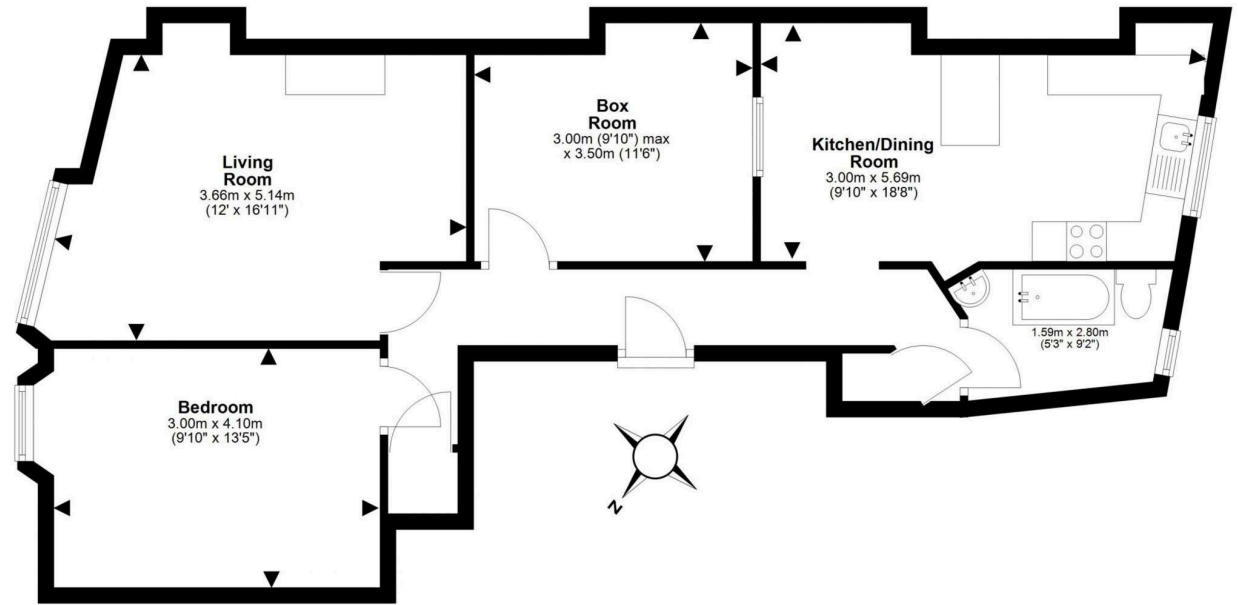 Living
Room
3.66m x 5.14m
(12' x 16'11")
Box
Room
3.00m (9'10") max
x 3.50m (11'6")
Kitchen/Dining
Room
3.00m x 5.69m
(9'10" x 18'8")
1.59m x 2.80m
(5'3" x 9'2")
Bedroom
3.00m x 4.10m
(9'10" x 13'5")
N